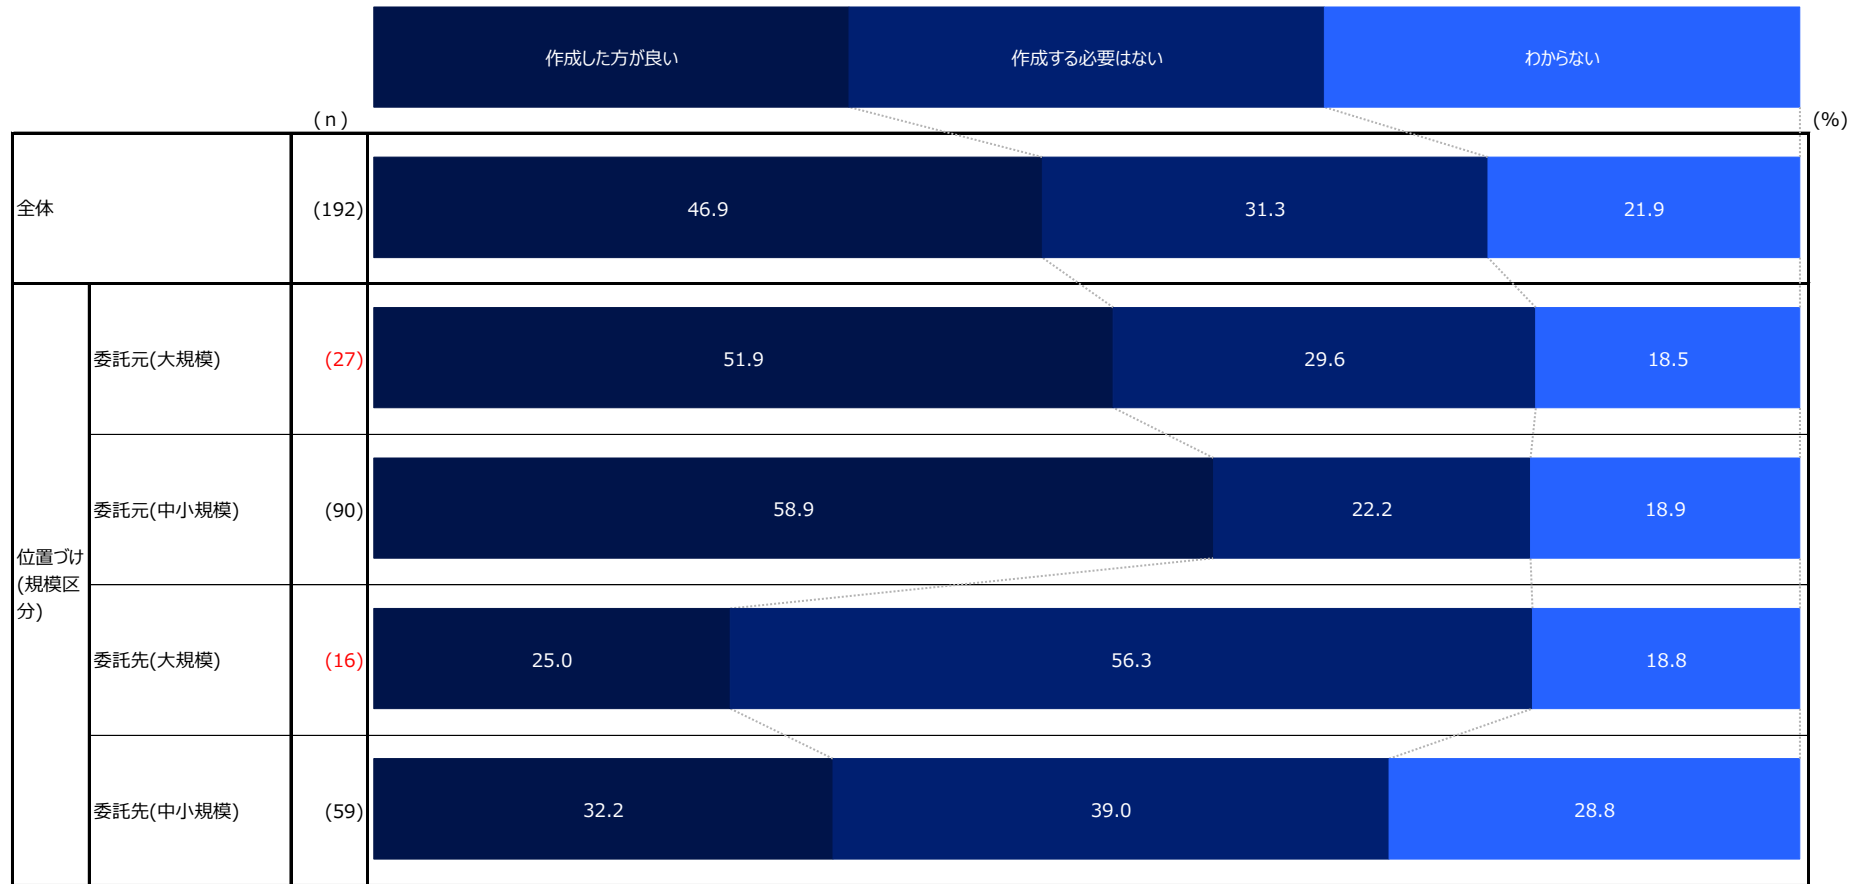 作成した方が良い 作成する必要はない わからない
(n) (%)
全体 (192) 46.9 31.3 21.9
委託元(大規模) (27) 51.9 29.6 18.5
委託元(中小規模) (90) 58.9 22.2 18.9
位置づけ
(規模区
分)
委託先(大規模) (16) 25.0 56.3 18.8
委託先(中小規模) (59) 32.2 39.0 28.8